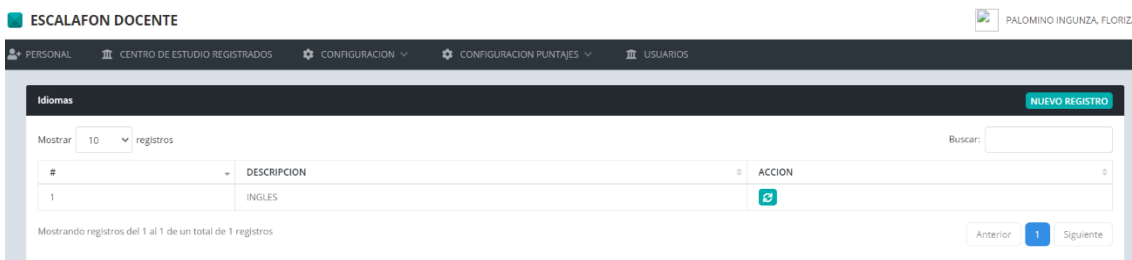 ESCALAFON DOCENTE
PALOMINO INGUNZA, FLORIZ
PERSONAL CENTRO DE ESTUDIO REGISTRADOS CONFIGURACION CONFIGURACION PUNTAJES USUARIOS
Idiomas NUEVO REGISTRO
Mostrar 10 registros Buscar:
# DESCRIPCION ACCION
1 INGLES
Mostrando registros del 1 al 1 de un total de 1 registros Anterior 1 Siguiente